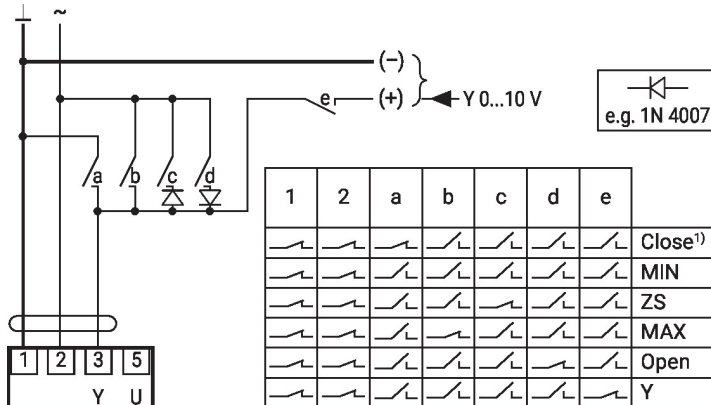 ⊥ ~
(−)
e (+) Y 0...10 V
e.g. 1N 4007
a b c d
1 2 a b c d e
Close¹⁾
MIN
ZS
MAX
Open
Y
1 2 3 5
Y U